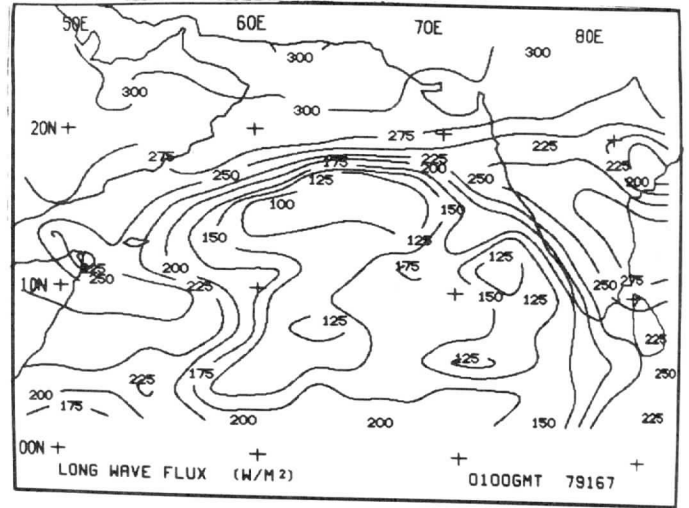 50E 60E 70E 80E
300 300
300
300
20N
275 225
275 175 225 225
250 125 200 250 200
100 150
150 125
225 200 175 125
10N 250 225 150 125 250 275
125
225
125
225 175 250
200
175 200 200 150 225
00N
LONG WAVE FLUX (W/M2) 0100GMT 79167